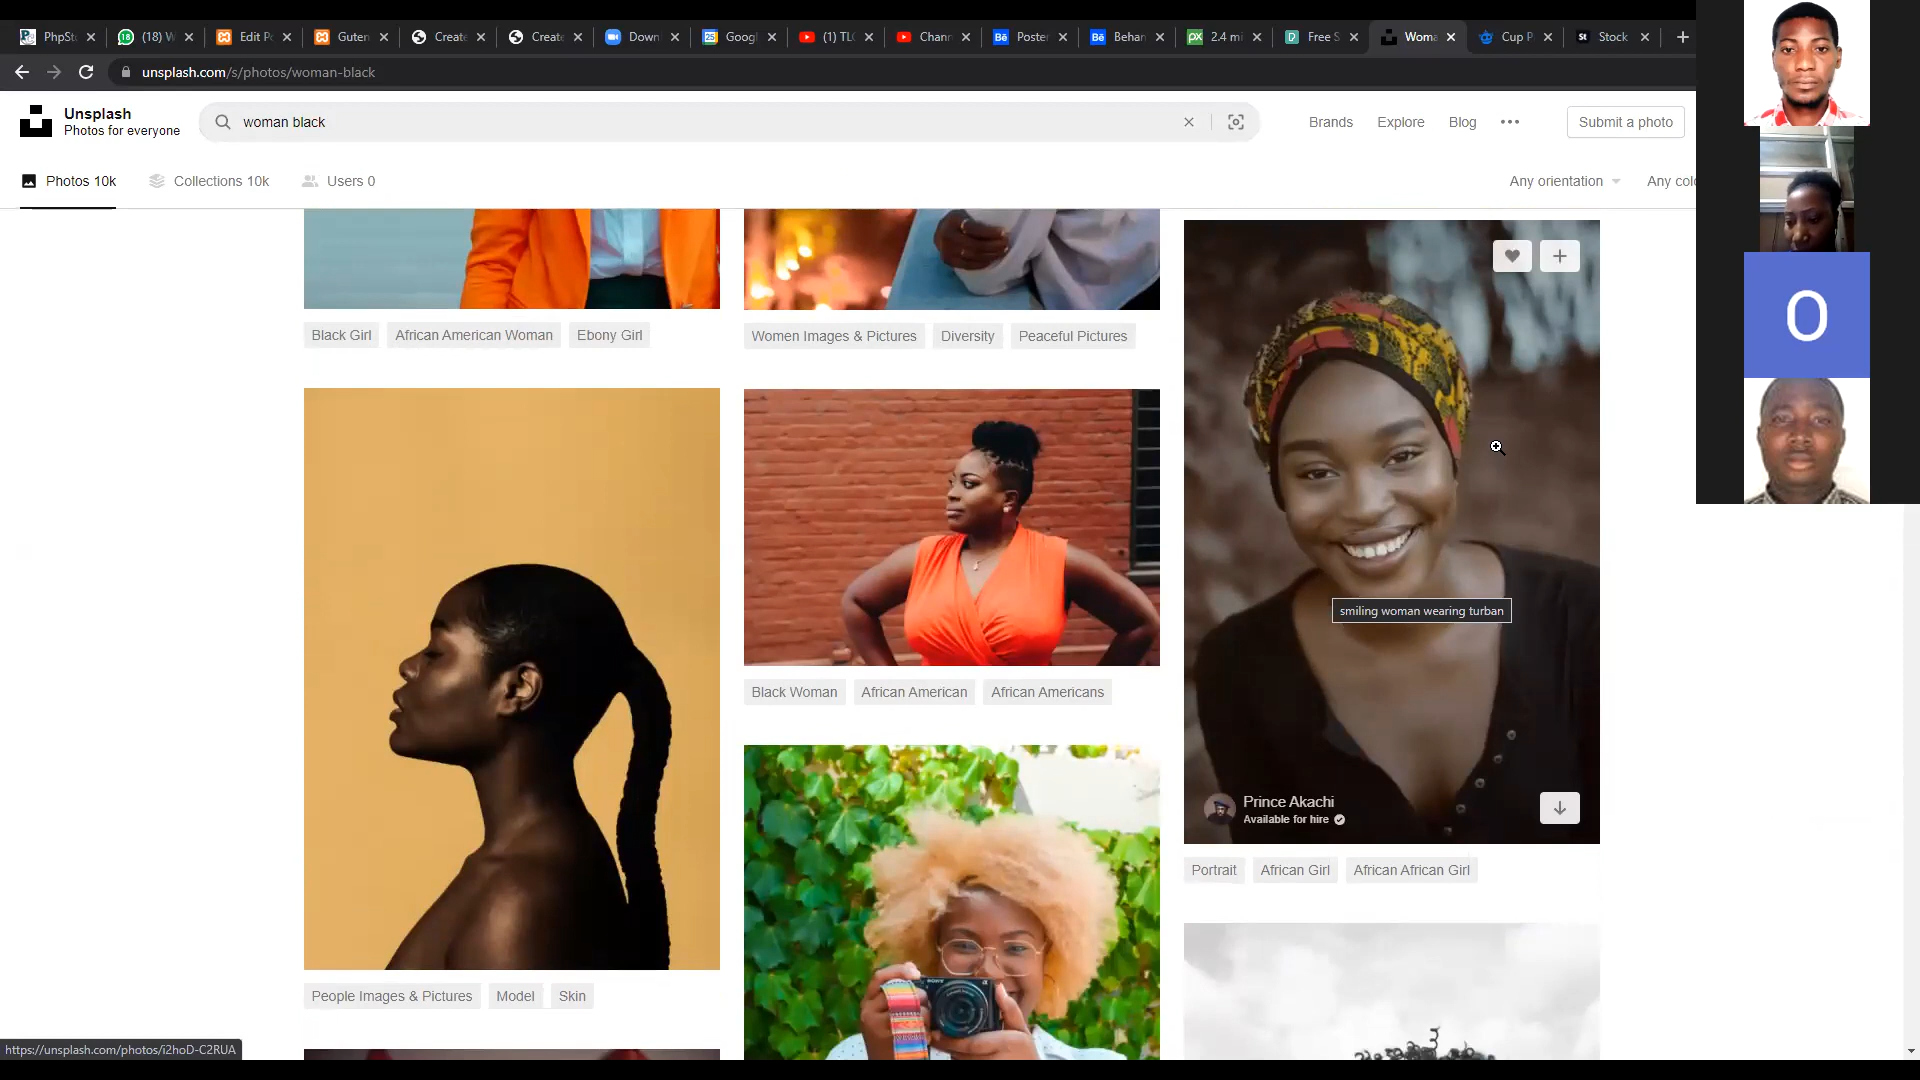 PhpSt
(18) W
Edit P
Guten
Create
Create
Down
Googl
(1) TL
Chann
Poster
Behan
2.4 mi
Free S
Woma
Cup P
Stock
unsplash.com/s/photos/woman-black
Unsplash
Photos for everyone
woman black
Brands
Explore
Blog
Submit a photo
Photos 10k
Collections 10k
Users 0
Any orientation
Any colo
Black Girl
African American Woman
Ebony Girl
Women Images & Pictures
Diversity
Peaceful Pictures
smiling woman wearing turban
Black Woman
African American
African Americans
Prince Akachi
Available for hire
Portrait
African Girl
African African Girl
SONY
People Images & Pictures
Model
Skin
https://unsplash.com/photos/i2hoD-C2RUA
O